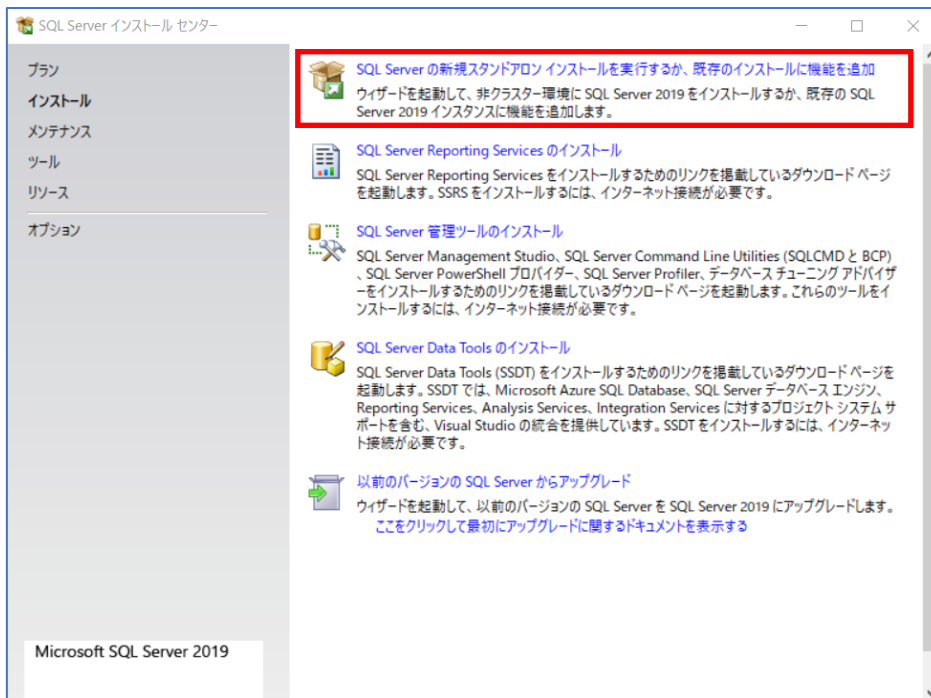 SQL Server インストール センター
プラン
インストール
メンテナンス
ツール
リソース
オプション
Microsoft SQL Server 2019
SQL Server の新規スタンドアロン インストールを実行するか、既存のインストールに機能を追加
ウィザードを起動して、非クラスター環境に SQL Server 2019 をインストールするか、既存の SQL
Server 2019 インスタンスに機能を追加します。
SQL Server Reporting Services のインストール
SQL Server Reporting Services をインストールするためのリンクを掲載しているダウンロード ページ
を起動します。SSRS をインストールするには、インターネット接続が必要です。
SQL Server 管理ツールのインストール
SQL Server Management Studio、SQL Server Command Line Utilities (SQLCMD と BCP)
、SQL Server PowerShell プロバイダー、SQL Server Profiler、データベース チューニング アドバイザ
ーをインストールするためのリンクを掲載しているダウンロード ページを起動します。これらのツールをイ
ンストールするには、インターネット接続が必要です。
SQL Server Data Tools のインストール
SQL Server Data Tools (SSDT) をインストールするためのリンクを掲載しているダウンロード ページを
起動します。SSDT では、Microsoft Azure SQL Database、SQL Server データベース エンジン、
Reporting Services、Analysis Services、Integration Services に対するプロジェクト システム サ
ポートを含む、Visual Studio の統合を提供しています。SSDT をインストールするには、インターネッ
ト接続が必要です。
以前のバージョンの SQL Server からアップグレード
ウィザードを起動して、以前のバージョンの SQL Server を SQL Server 2019 にアップグレードします。
ここをクリックして最初にアップグレードに関するドキュメントを表示する